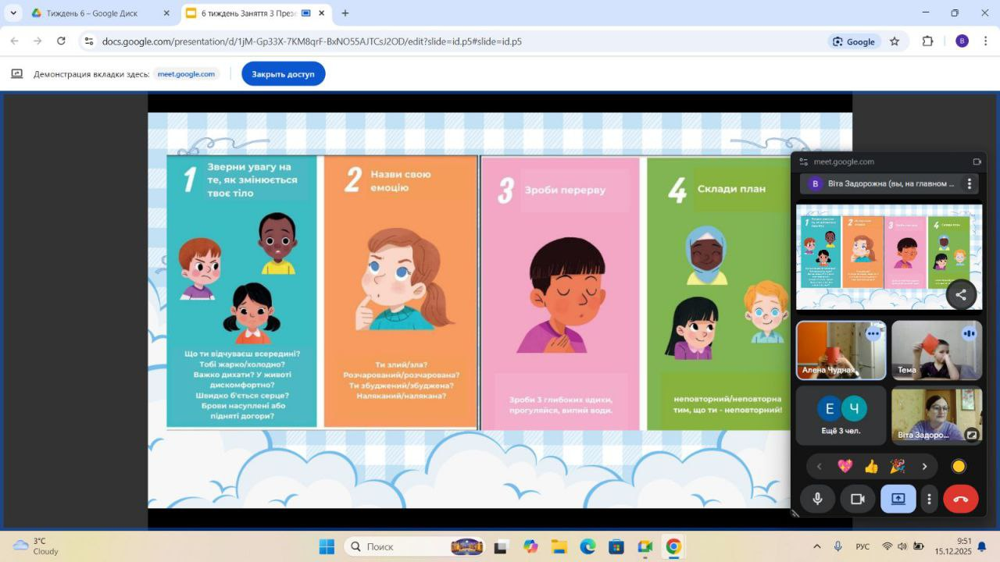 Тиждень 6 – Google Диск
6 тиждень Заняття 3 През
docs.google.com/presentation/d/1jM-Gp33X-7KM8qrF-BxNO55AJTCsJ2OD/edit?slide=id.p5#slide=id.p5
Google
B
Демонстрация вкладки здесь:
meet.google.com
Закрыть доступ
1
Зверни увагу на
те, як змінюється
твоє тіло
Що ти відчуваєш всередині?
Тобі жарко/холодно?
Важко дихати? У животі
дискомфортно?
Швидко б'ється серце?
Брови насуплені або
підняті догори?
2
Назви свою
емоцію
Ти злий/зла?
Розчарований/розчарована?
Ти збуджений/збуджена?
Наляканий/налякана?
3
Зроби перерву
Зроби 3 глибоких вдихи,
прогуляйся, випий води.
4
Склади план
неповторний/неповторна
тим, що ти - неповторний!
meet.google.com
В
Віта Задорожна (вы, на главном ...
Алена Чудная
Тема
Е
Ч
Ещё 3 чел.
Віта Задоро...
3°C
Cloudy
Поиск
РУС
9:51
15.12.2025